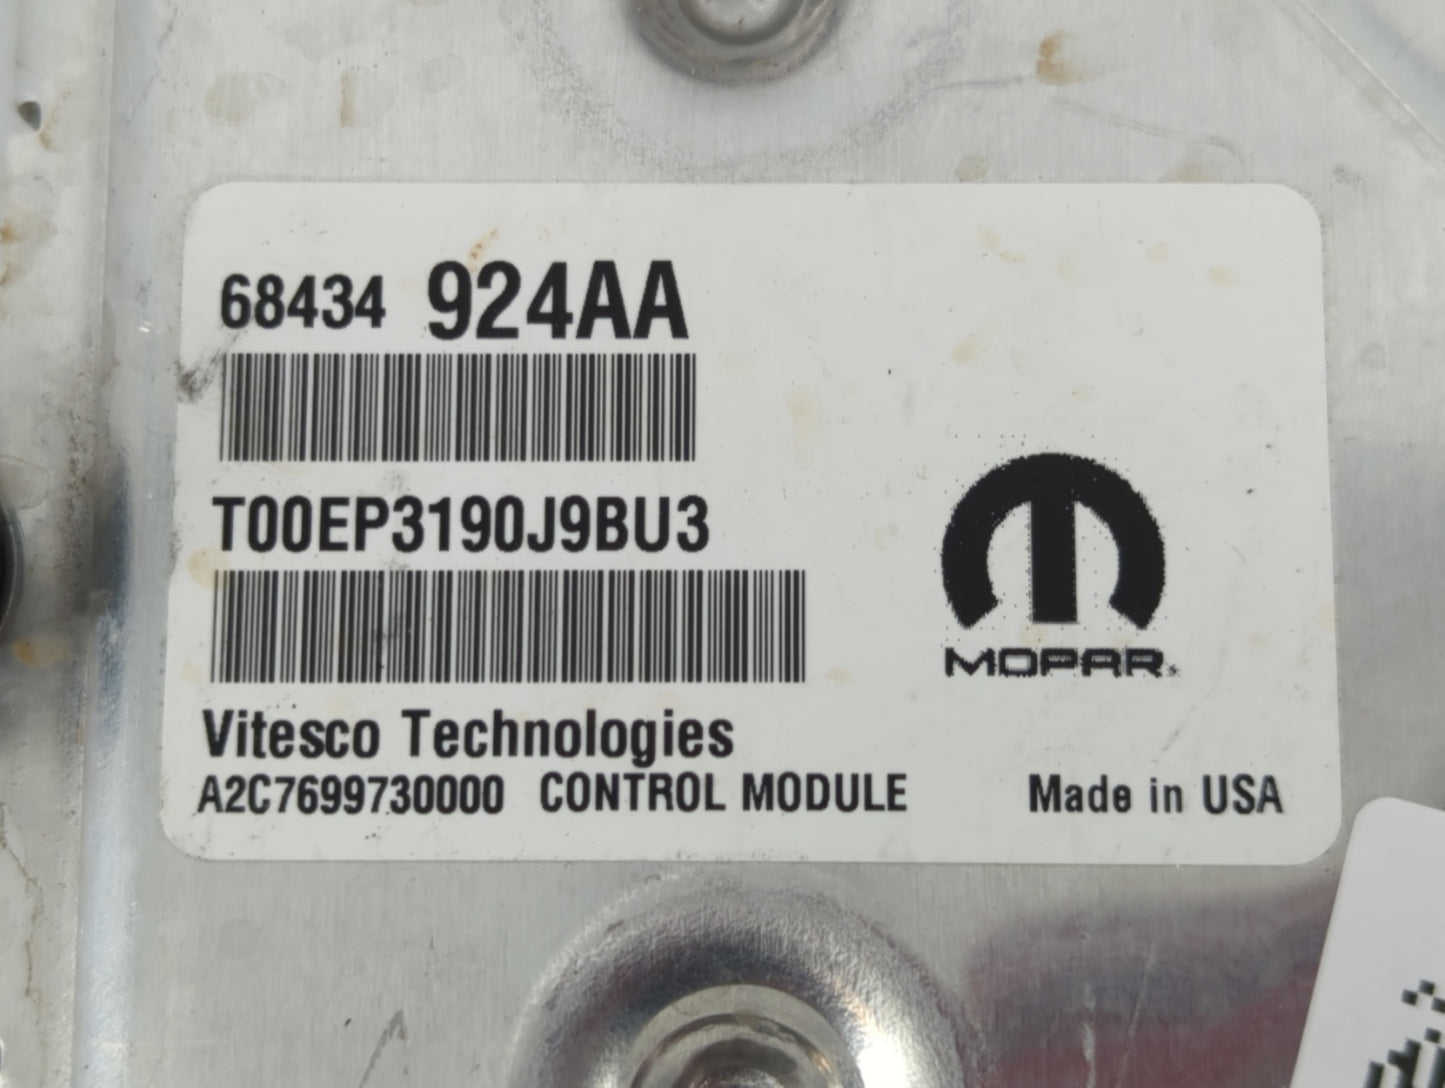 68434 924AA
T00EP3190J9BU3
MOPAR
Vitesco Technologies
A2C7699730000 CONTROL MODULE Made in USA